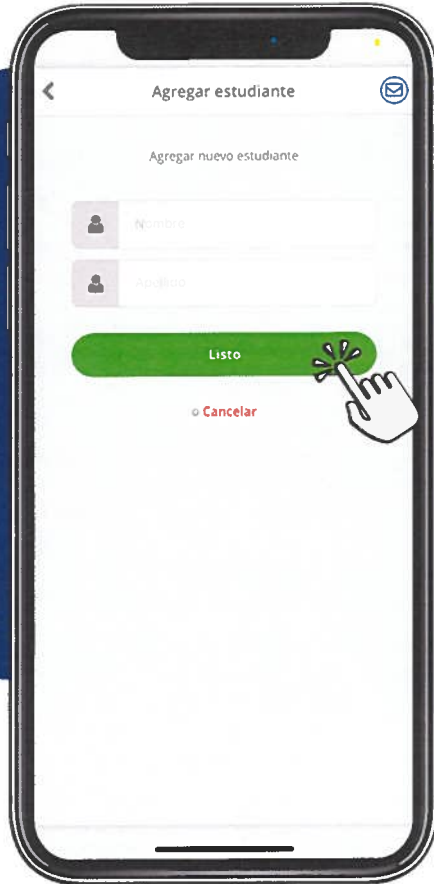 Agregar estudiante
Agregar nuevo estudiante
Nombre
Apellido
Listo
o Cancelar